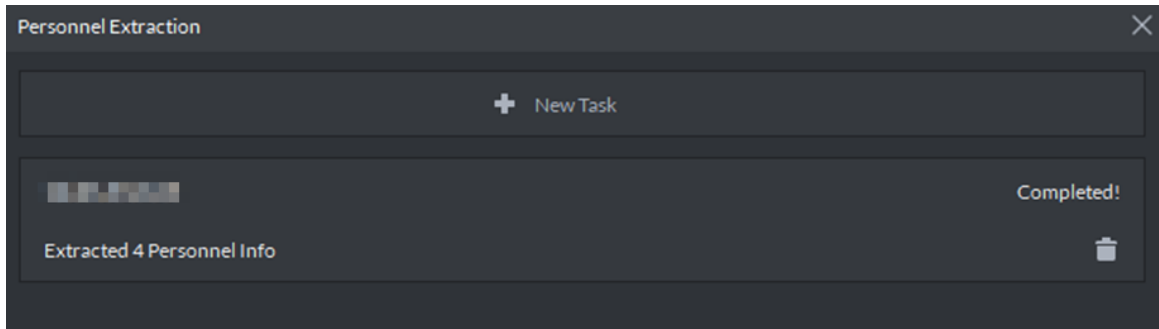 Personnel Extraction
New Task
Completed!
Extracted 4 Personnel Info